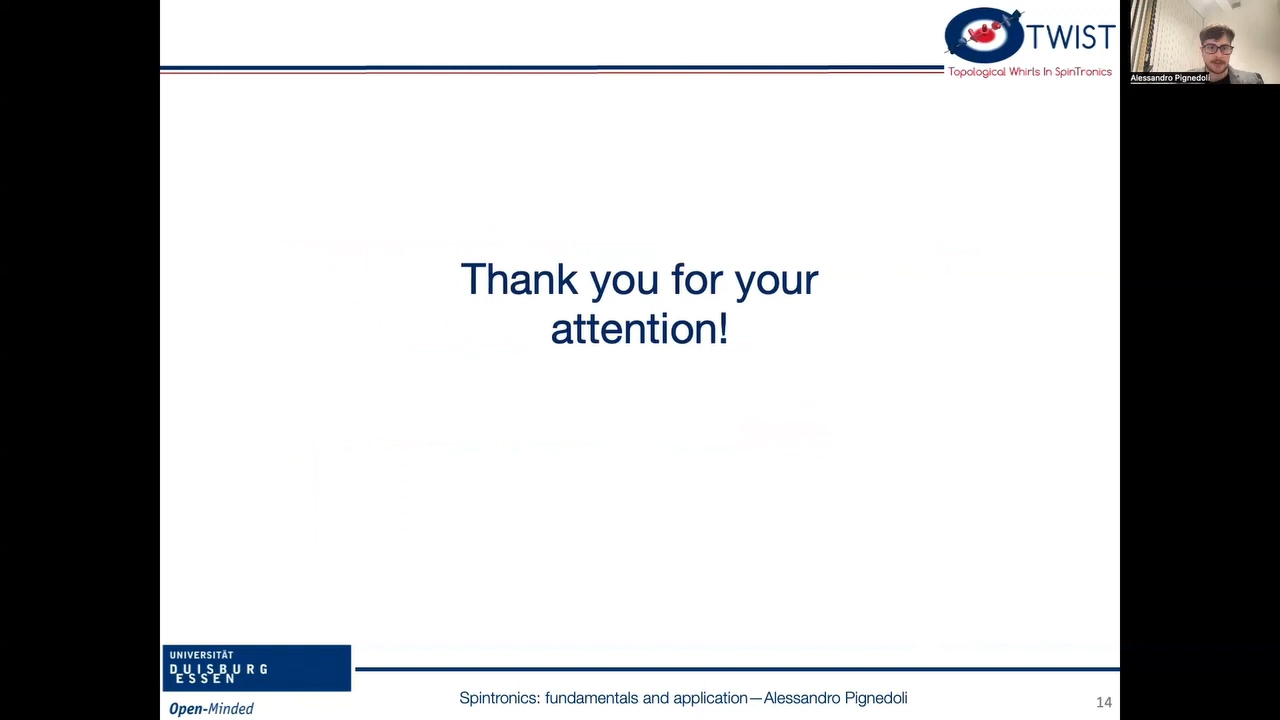 TWIST
Topological Whirls In SpinTronics
Alessandro Pignedoli
Thank you for your
attention!
UNIVERSITÄT
DUISBURG
ESSEN
Open-Minded
Spintronics: fundamentals and application—Alessandro Pignedoli
14